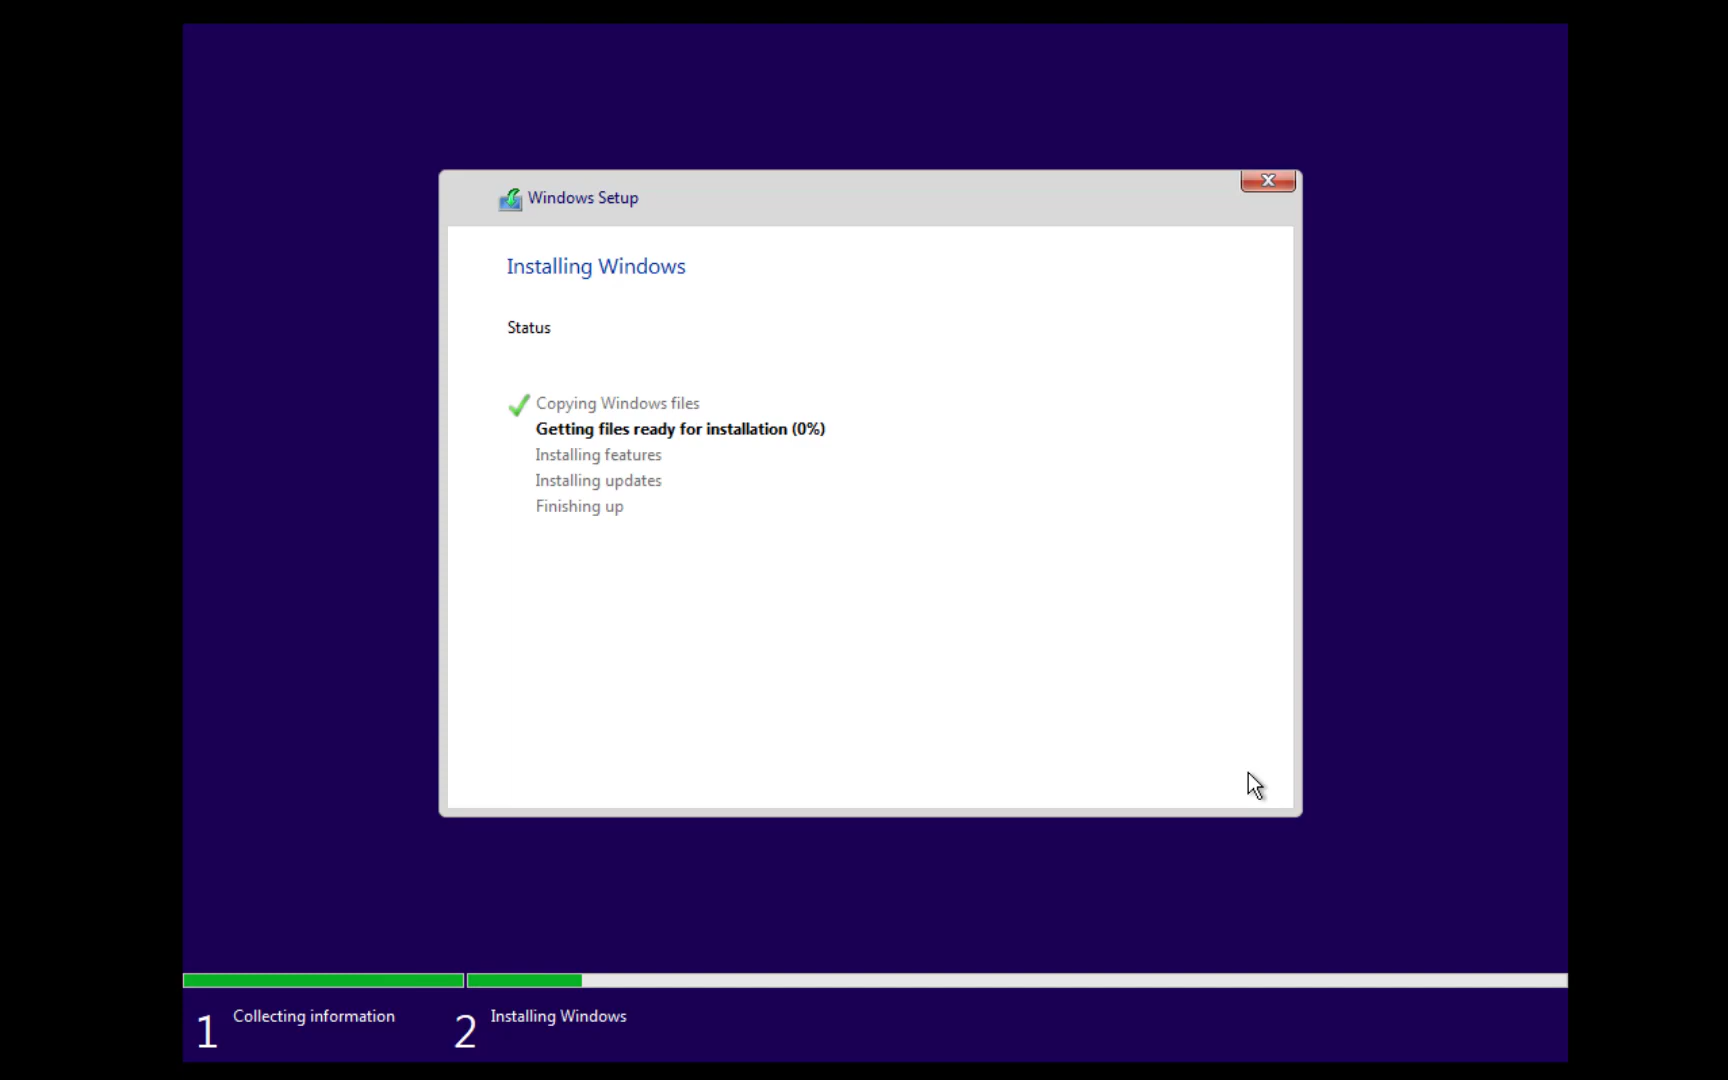 Windows Setup
Installing Windows
Status
Copying Windows files
Getting files ready for installation (0%)
Installing features
Installing updates
Finishing up
1 Collecting information
2 Installing Windows